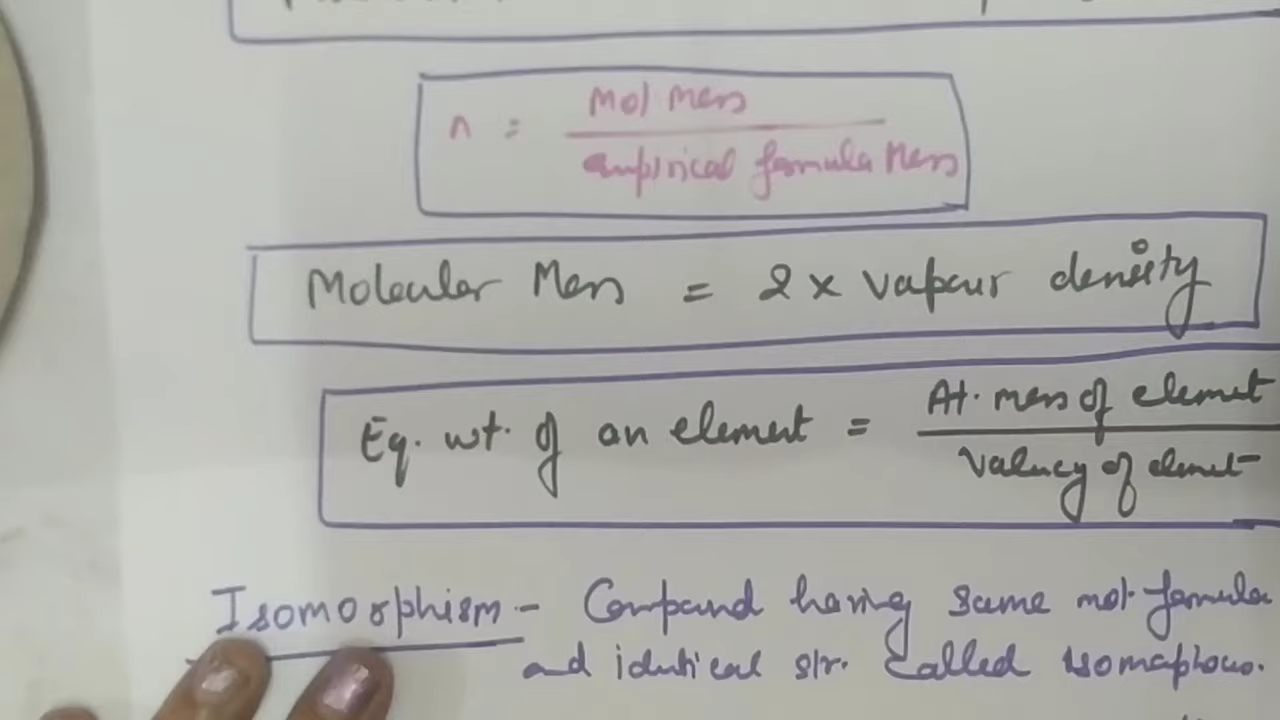 n = Mol Mass / empirical formula Mass
Molecular Mass = 2 x vapour density
Eq. wt. of an element = At. mass of element / Valency of element
Isomorphism - Compound having same mol. formula
and identical str. called isomorphous.